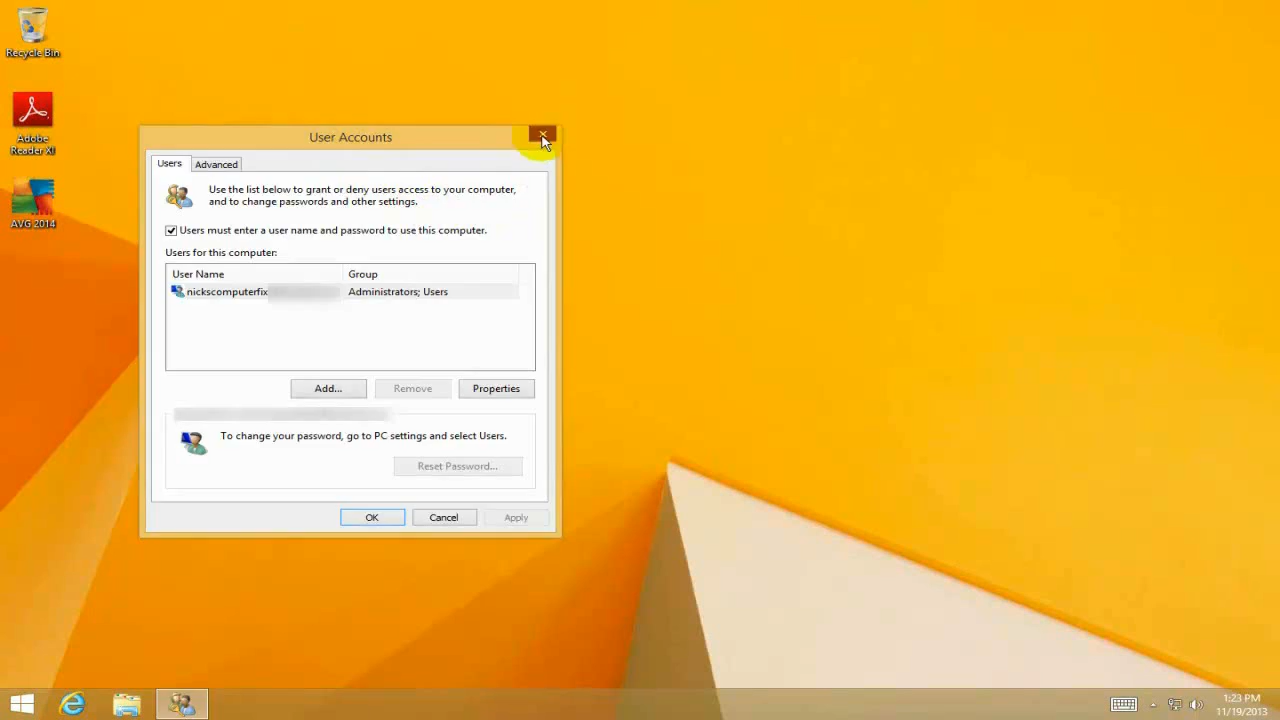 Recycle Bin
Adobe
Reader XI
AVG 2014
User Accounts
Users
Advanced
Use the list below to grant or deny users access to your computer,
and to change passwords and other settings.
Users must enter a user name and password to use this computer.
Users for this computer:
User Name Group
nickscomputerfix Administrators; Users
Add... Remove Properties
To change your password, go to PC settings and select Users.
Reset Password...
OK Cancel Apply
1:23 PM
11/19/2013